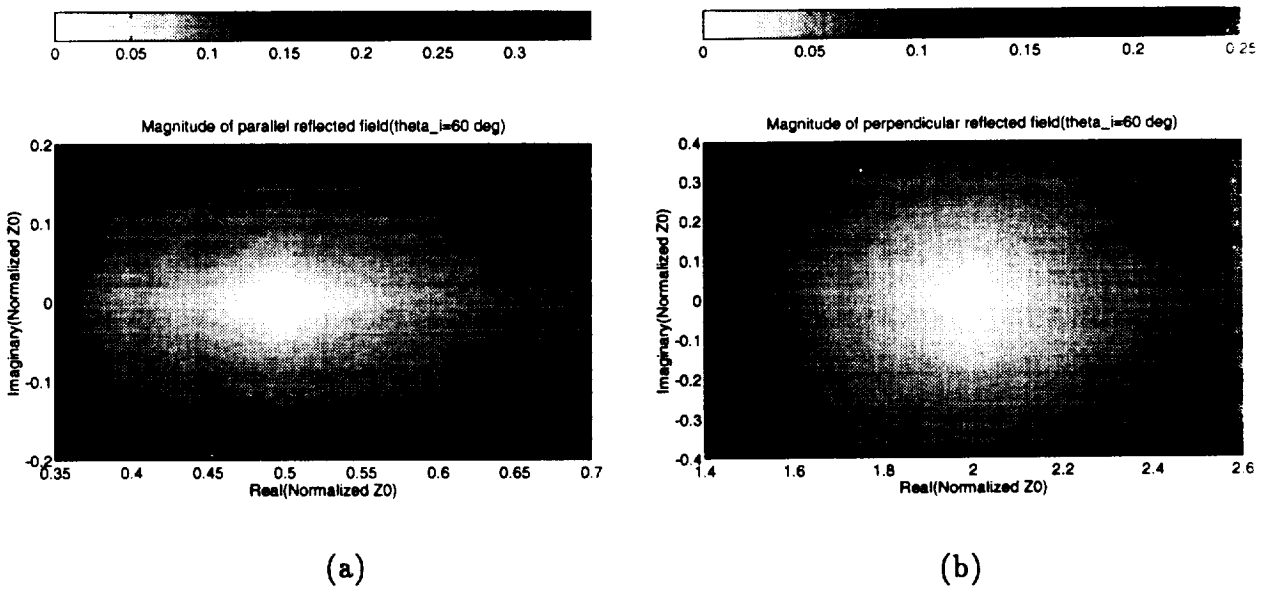 0 0.05 0.1 0.15 0.2 0.25 0.3
Magnitude of parallel reflected field(theta_i=60 deg)
0.2
0.1
0
-0.1
-0.2
Imaginary(Normalized Z0)
0.35 0.4 0.45 0.5 0.55 0.6 0.65 0.7
Real(Normalized Z0)
(a)
0 0.05 0.1 0.15 0.2 0.25
Magnitude of perpendicular reflected field(theta_i=60 deg)
0.4
0.3
0.2
0.1
0
-0.1
-0.2
-0.3
-0.4
Imaginary(Normalized Z0)
1.4 1.6 1.8 2 2.2 2.4 2.6
Real(Normalized Z0)
(b)